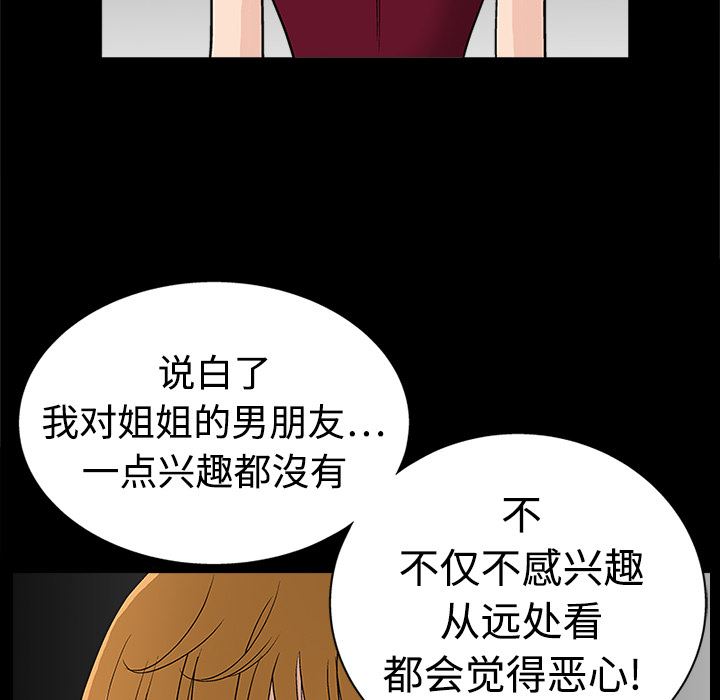 说白了
我对姐姐的男朋友...
一点兴趣都沒有
不
不仅不感兴趣
从远处看
都会觉得恶心!